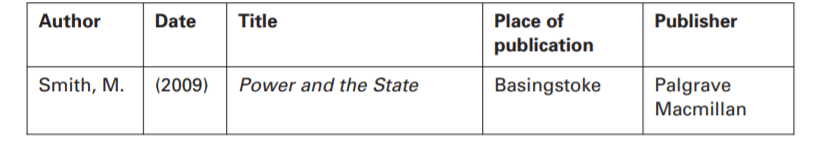 Author Date Title Place of publication Publisher
Smith, M. (2009) Power and the State Basingstoke Palgrave Macmillan